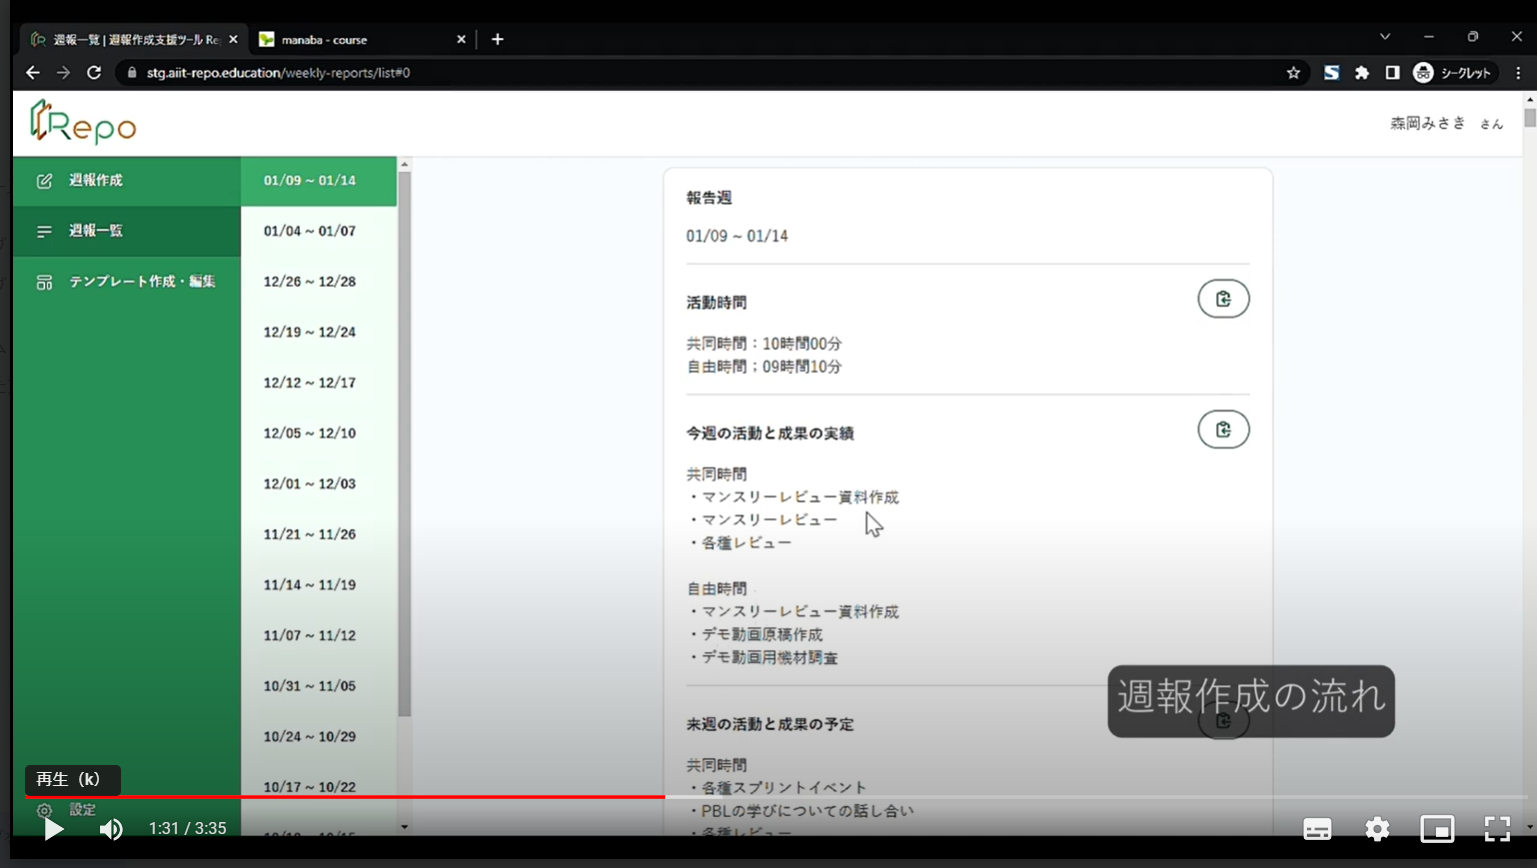 週報一覧 | 週報作成支援ツール Re
manaba - course
stg.aiit-repo.education/weekly-reports/list#0
シークレット
Repo
森岡みさき さん
週報作成
週報一覧
テンプレート作成・編集
01/09 ~ 01/14
01/04 ~ 01/07
12/26 ~ 12/28
12/19 ~ 12/24
12/12 ~ 12/17
12/05 ~ 12/10
12/01 ~ 12/03
11/21 ~ 11/26
11/14 ~ 11/19
11/07 ~ 11/12
10/31 ~ 11/05
10/24 ~ 10/29
10/17 ~ 10/22
報告週
01/09 ~ 01/14
活動時間
共同時間：10時間00分
自由時間；09時間10分
今週の活動と成果の実績
共同時間
・マンスリーレビュー資料作成
・マンスリーレビュー
・各種レビュー
自由時間
・マンスリーレビュー資料作成
・デモ動画原稿作成
・デモ動画用機材調査
来週の活動と成果の予定
共同時間
・各種スプリントイベント
・PBLの学びについての話し合い
・各種レビュー
週報作成の流れ
再生（k）
設定
1:31 / 3:35